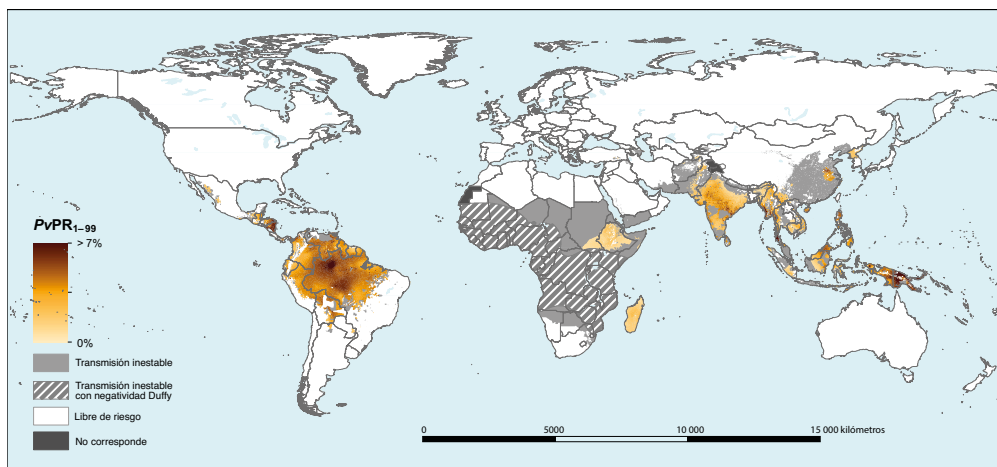 PvPR1–99
> 7%
0%
Transmisión inestable
Transmisión inestable
con negatividad Duffy
Libre de riesgo
No corresponde
0 5000 10 000 15 000 kilómetros